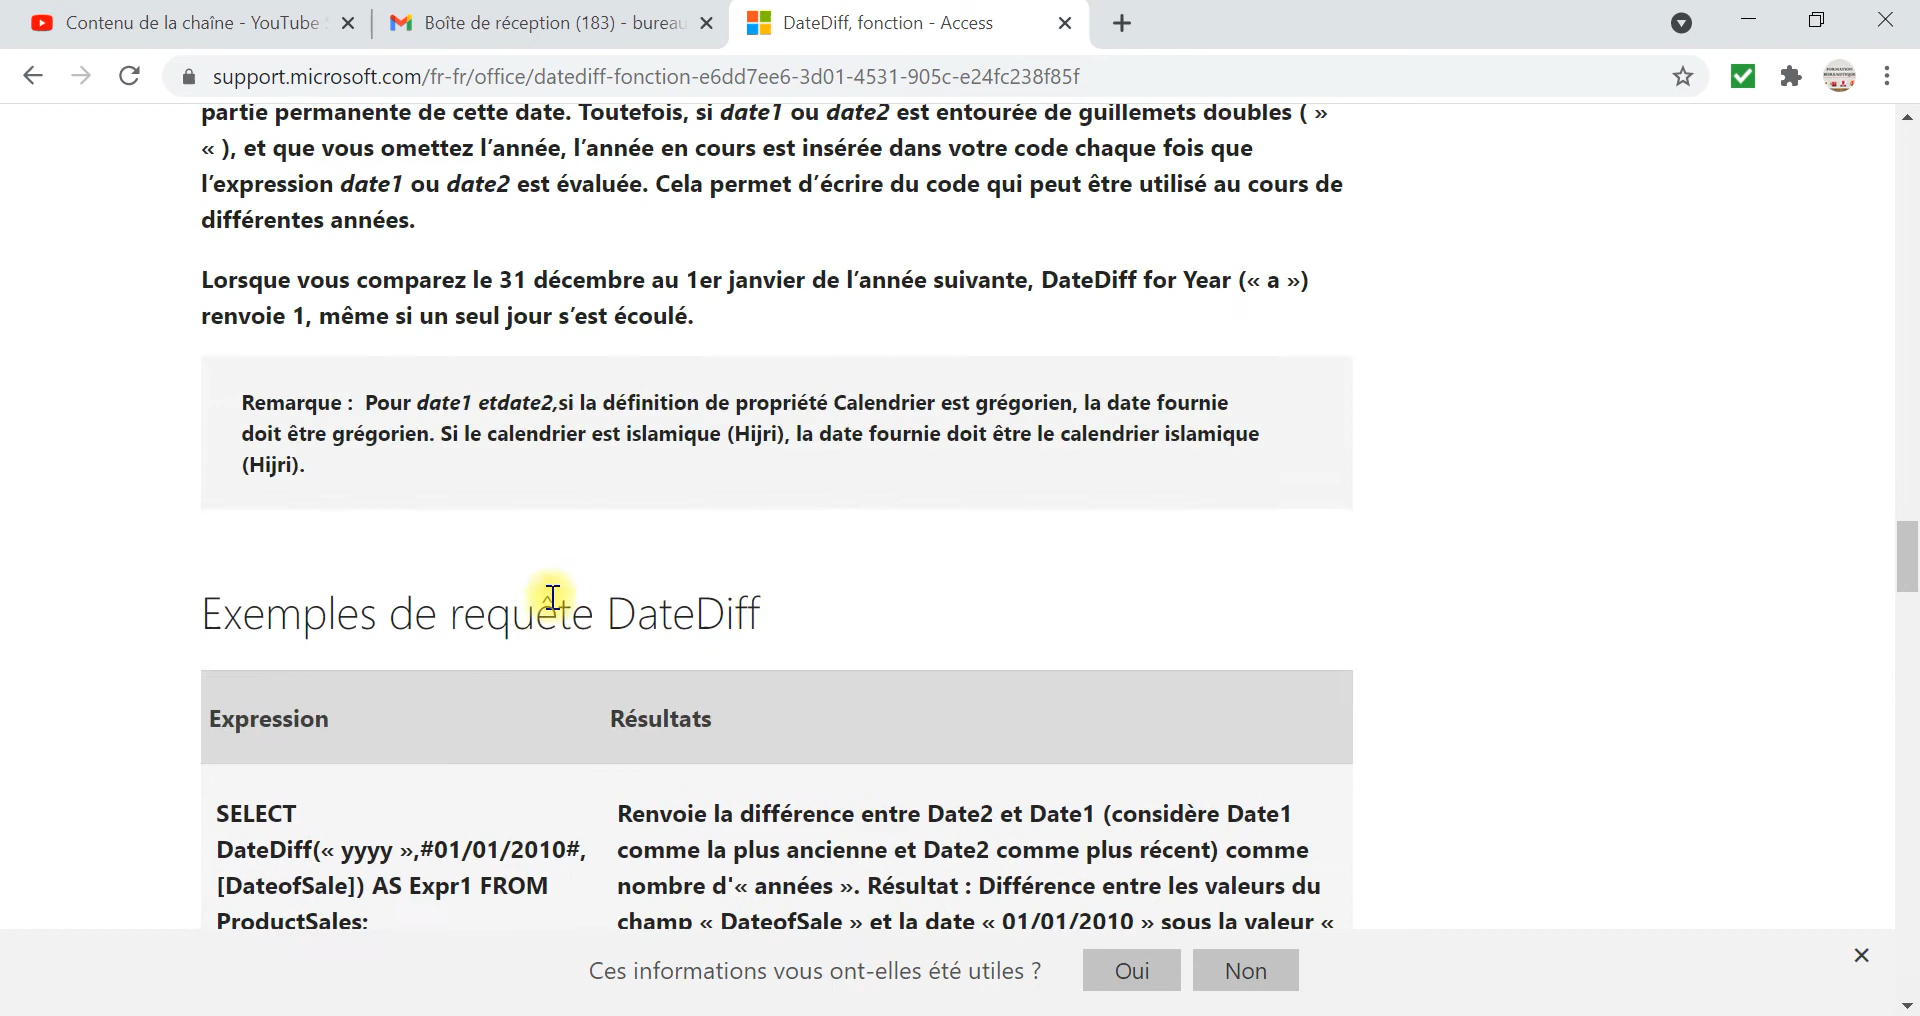 Contenu de la chaîne - YouTube
Boîte de réception (183) - bureau
DateDiff, fonction - Access
support.microsoft.com/fr-fr/office/datediff-fonction-e6dd7ee6-3d01-4531-905c-e24fc238f85f
partie permanente de cette date. Toutefois, si date1 ou date2 est entourée de guillemets doubles ( »
« ), et que vous omettez l’année, l’année en cours est insérée dans votre code chaque fois que
l’expression date1 ou date2 est évaluée. Cela permet d’écrire du code qui peut être utilisé au cours de
différentes années.
Lorsque vous comparez le 31 décembre au 1er janvier de l’année suivante, DateDiff for Year (« a »)
renvoie 1, même si un seul jour s’est écoulé.
Remarque : Pour date1 etdate2,si la définition de propriété Calendrier est grégorien, la date fournie
doit être grégorien. Si le calendrier est islamique (Hijri), la date fournie doit être le calendrier islamique
(Hijri).
Exemples de requête DateDiff
Expression Résultats
SELECT
DateDiff(« yyyy »,#01/01/2010#,
[DateofSale]) AS Expr1 FROM
ProductSales;
Renvoie la différence entre Date2 et Date1 (considère Date1
comme la plus ancienne et Date2 comme plus récent) comme
nombre d'« années ». Résultat : Différence entre les valeurs du
champ « DateofSale » et la date « 01/01/2010 » sous la valeur «
Ces informations vous ont-elles été utiles ? Oui Non